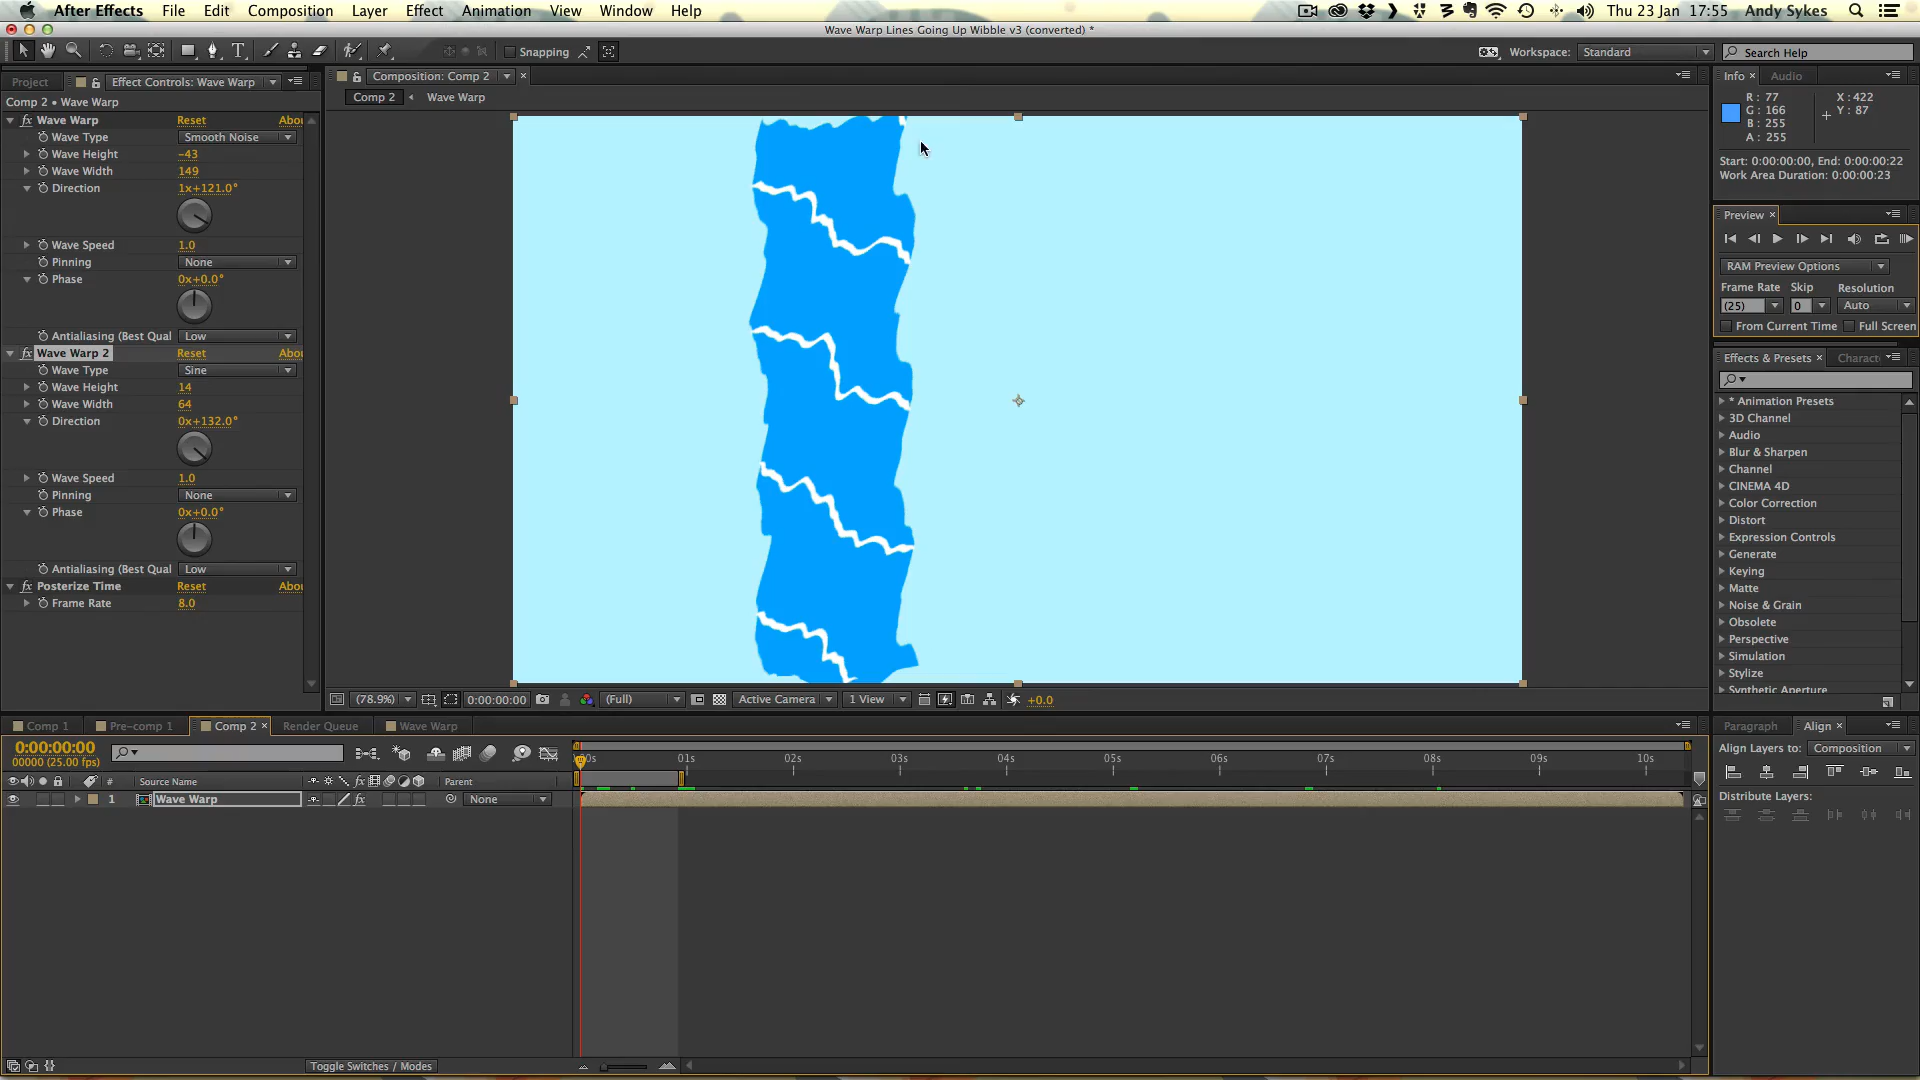 After Effects File Edit Composition Layer Effect Animation View Window Help Thu 23 Jan 17:55 Andy Sykes
Wave Warp Lines Going Up Wibble v3 (converted) *
Snapping Workspace: Standard Search Help
Project Effect Controls: Wave Warp
Comp 2 • Wave Warp
fx Wave Warp Reset Abou
Wave Type Smooth Noise
Wave Height -43
Wave Width 149
Direction 1x+121.0°
Wave Speed 1.0
Pinning None
Phase 0x+0.0°
Antialiasing (Best Qual Low
fx Wave Warp 2 Reset Abou
Wave Type Sine
Wave Height 14
Wave Width 64
Direction 0x+132.0°
Wave Speed 1.0
Pinning None
Phase 0x+0.0°
Antialiasing (Best Qual Low
fx Posterize Time Reset Abou
Frame Rate 8.0
Composition: Comp 2
Comp 2 Wave Warp
(78.9%) 0:00:00:00 (Full) Active Camera 1 View +0.0
Info Audio
R : 77 X : 422
G : 166 Y : 87
B : 255
A : 255
Start: 0:00:00:00, End: 0:00:00:22
Work Area Duration: 0:00:00:23
Preview
RAM Preview Options
Frame Rate Skip Resolution
(25) 0 Auto
From Current Time Full Screen
Effects & Presets Charact
* Animation Presets
3D Channel
Audio
Blur & Sharpen
Channel
CINEMA 4D
Color Correction
Distort
Expression Controls
Generate
Keying
Matte
Noise & Grain
Obsolete
Perspective
Simulation
Stylize
Synthetic Aperture
Comp 1 Pre-comp 1 Comp 2 Render Queue Wave Warp
0:00:00:00
00000 (25.00 fps)
# Source Name fx Parent
1 Wave Warp fx None
00s 01s 02s 03s 04s 05s 06s 07s 08s 09s 10s
Toggle Switches / Modes
Paragraph Align
Align Layers to: Composition
Distribute Layers: